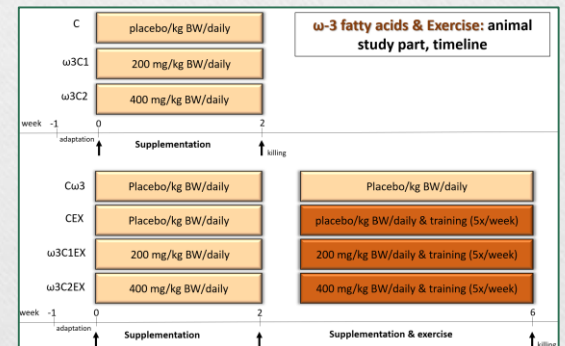 ω-3 fatty acids & Exercise: animal
study part, timeline
C placebo/kg BW/daily
ω3C1 200 mg/kg BW/daily
ω3C2 400 mg/kg BW/daily
week -1 0 2
adaptation Supplementation killing
Cω3 Placebo/kg BW/daily Placebo/kg BW/daily
CEX Placebo/kg BW/daily placebo/kg BW/daily & training (5x/week)
ω3C1EX 200 mg/kg BW/daily 200 mg/kg BW/daily & training (5x/week)
ω3C2EX 400 mg/kg BW/daily 400 mg/kg BW/daily & training (5x/week)
week -1 0 2 6
adaptation Supplementation Supplementation & exercise killing